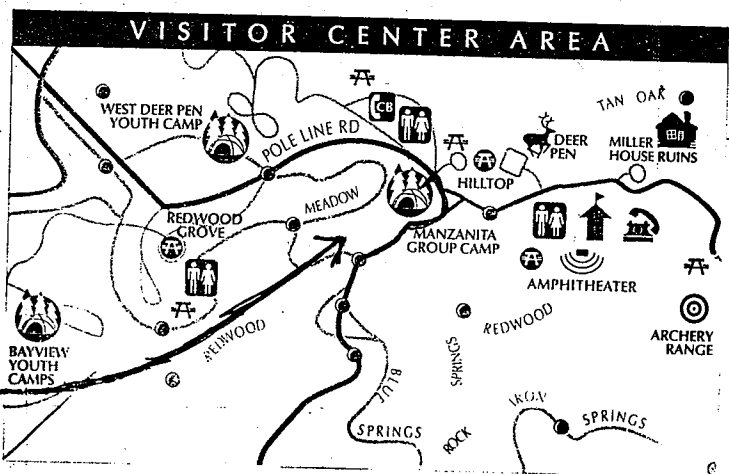 VISITOR CENTER AREA
WEST DEER PEN
YOUTH CAMP
POLE LINE RD
CB
TAN OAK
DEER
PEN
MILLER
HOUSE RUINS
HILLTOP
MEADOW
REDWOOD
GROVE
MANZANITA
GROUP CAMP
AMPHITHEATER
REDWOOD
REDWOOD
ARCHERY
RANGE
BAYVIEW
YOUTH
CAMPS
BLUE
SPRINGS
SPRINGS
ROCK
IRON
SPRINGS